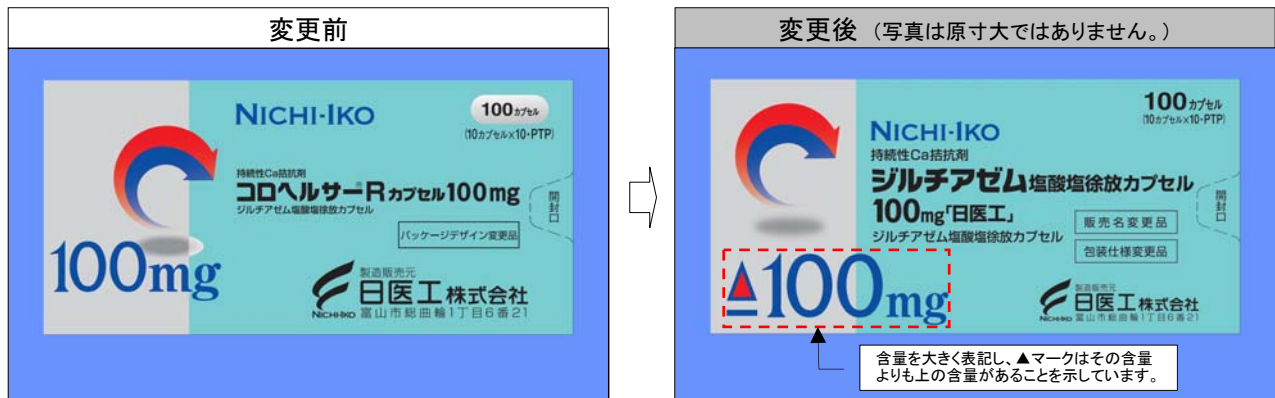 変更前
NICHI-IKO
100カプセル
(10カプセル×10・PTP)
持続性Ca拮抗剤
コロヘルサー®Rカプセル100mg
ジルチアゼム塩酸塩徐放カプセル
開封口
パッケージデザイン変更品
100mg
製造販売元
日医工株式会社
NICHI-IKO 富山市総曲輪1丁目6番21
変更後 (写真は原寸大ではありません。)
100カプセル
(10カプセル×10・PTP)
NICHI-IKO
持続性Ca拮抗剤
ジルチアゼム塩酸塩徐放カプセル
100mg「日医工」
ジルチアゼム塩酸塩徐放カプセル
開封口
販売名変更品
包装仕様変更品
▲100mg
製造販売元
日医工株式会社
NICHI-IKO 富山市総曲輪1丁目6番21
含量を大きく表記し、▲マークはその含量
よりも上の含量があることを示しています。